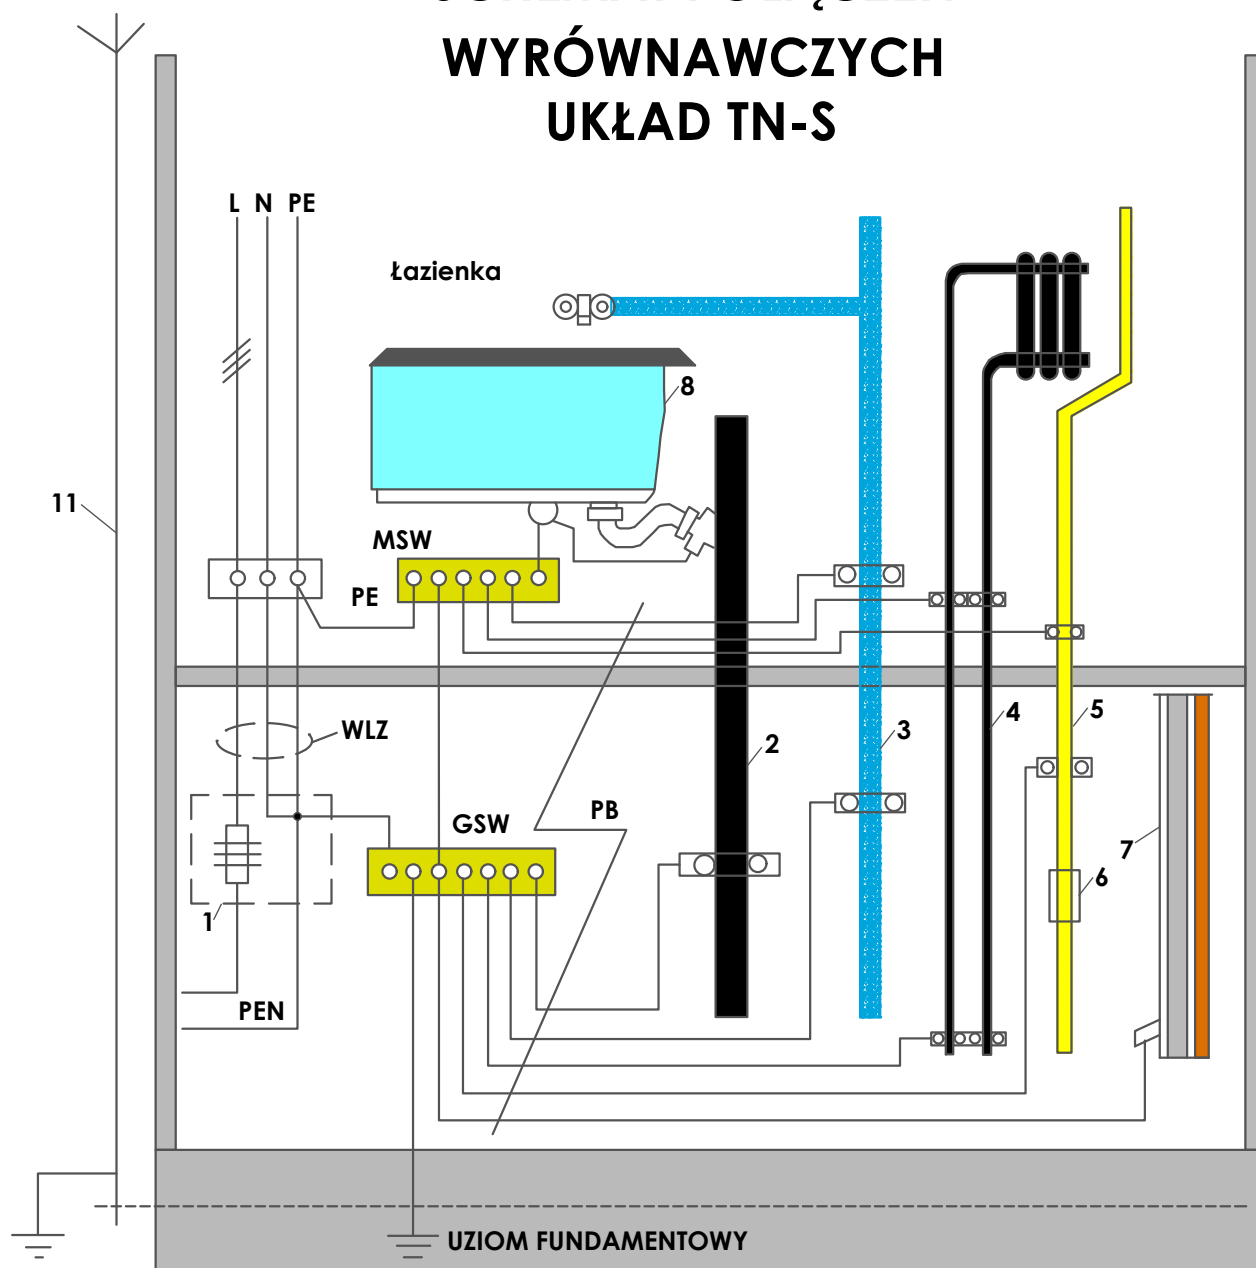 WYRÓWNAWCZYCH
UKŁAD TN-S
L N PE
Łazienka
8
11
MSW
PE
WLZ
2
3
4
5
GSW
PB
7
6
1
PEN
UZIOM FUNDAMENTOWY